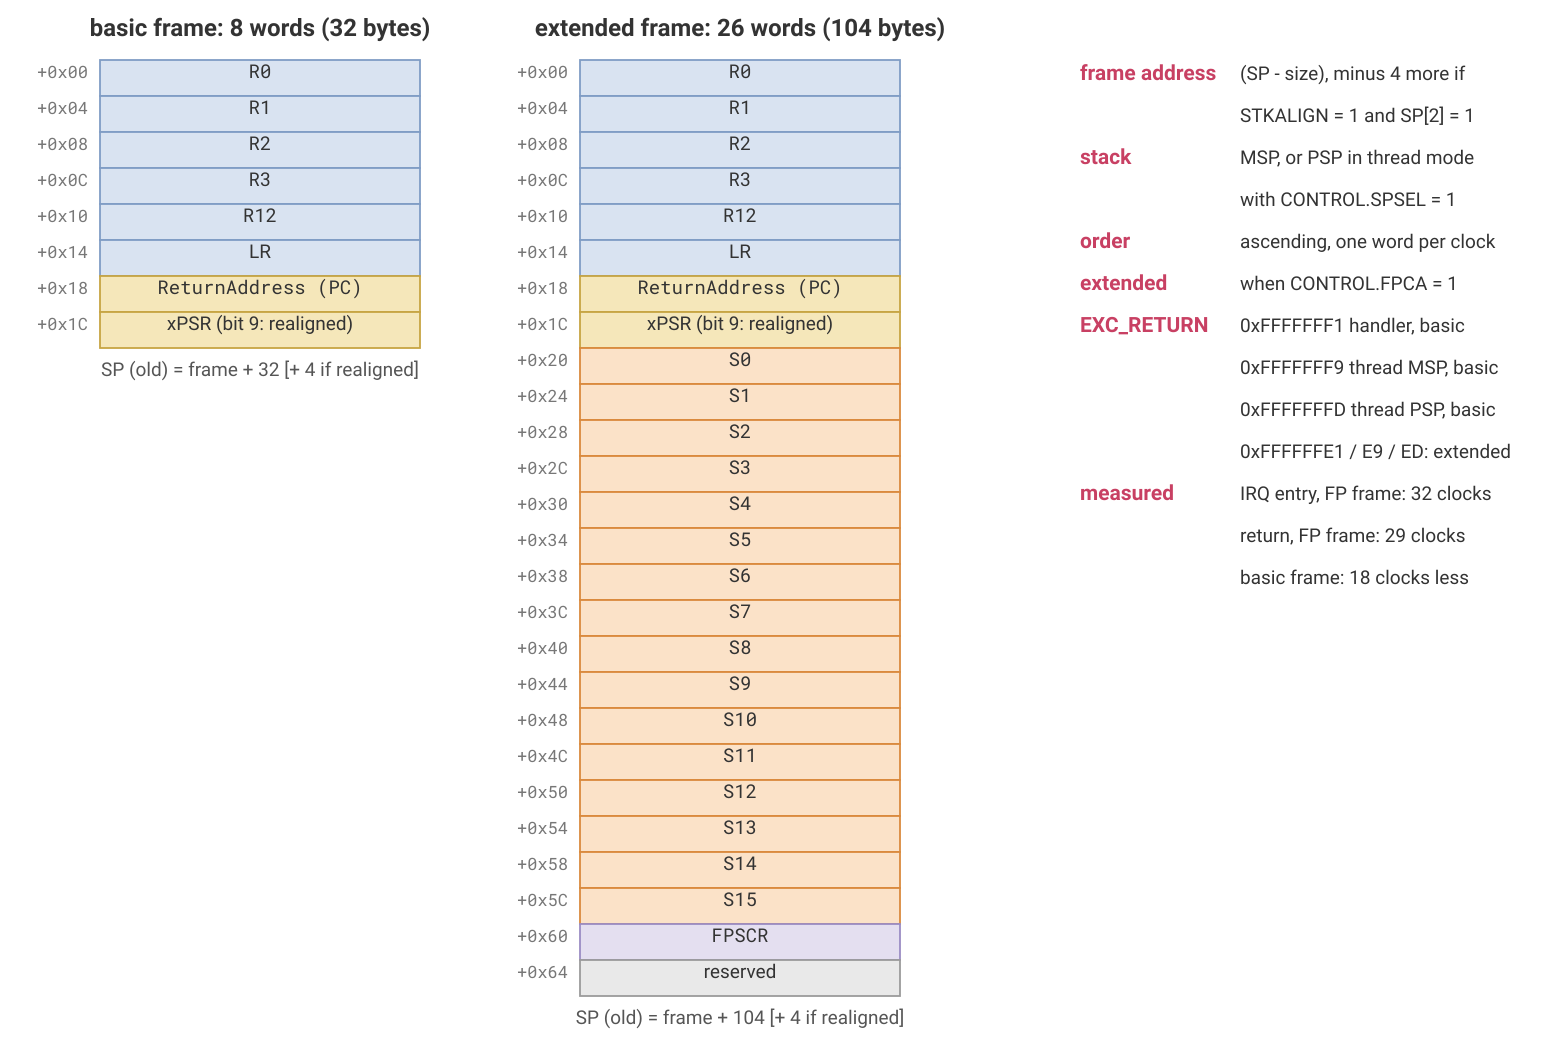 basic frame: 8 words (32 bytes)
+0x00 R0
+0x04 R1
+0x08 R2
+0x0C R3
+0x10 R12
+0x14 LR
+0x18 ReturnAddress (PC)
+0x1C xPSR (bit 9: realigned)
SP (old) = frame + 32 [+ 4 if realigned]
extended frame: 26 words (104 bytes)
+0x00 R0
+0x04 R1
+0x08 R2
+0x0C R3
+0x10 R12
+0x14 LR
+0x18 ReturnAddress (PC)
+0x1C xPSR (bit 9: realigned)
+0x20 S0
+0x24 S1
+0x28 S2
+0x2C S3
+0x30 S4
+0x34 S5
+0x38 S6
+0x3C S7
+0x40 S8
+0x44 S9
+0x48 S10
+0x4C S11
+0x50 S12
+0x54 S13
+0x58 S14
+0x5C S15
+0x60 FPSCR
+0x64 reserved
SP (old) = frame + 104 [+ 4 if realigned]
frame address (SP - size), minus 4 more if
STKALIGN = 1 and SP[2] = 1
stack MSP, or PSP in thread mode
with CONTROL.SPSEL = 1
order ascending, one word per clock
extended when CONTROL.FPCA = 1
EXC_RETURN 0xFFFFFFF1 handler, basic
0xFFFFFFF9 thread MSP, basic
0xFFFFFFFD thread PSP, basic
0xFFFFFFE1 / E9 / ED: extended
measured IRQ entry, FP frame: 32 clocks
return, FP frame: 29 clocks
basic frame: 18 clocks less